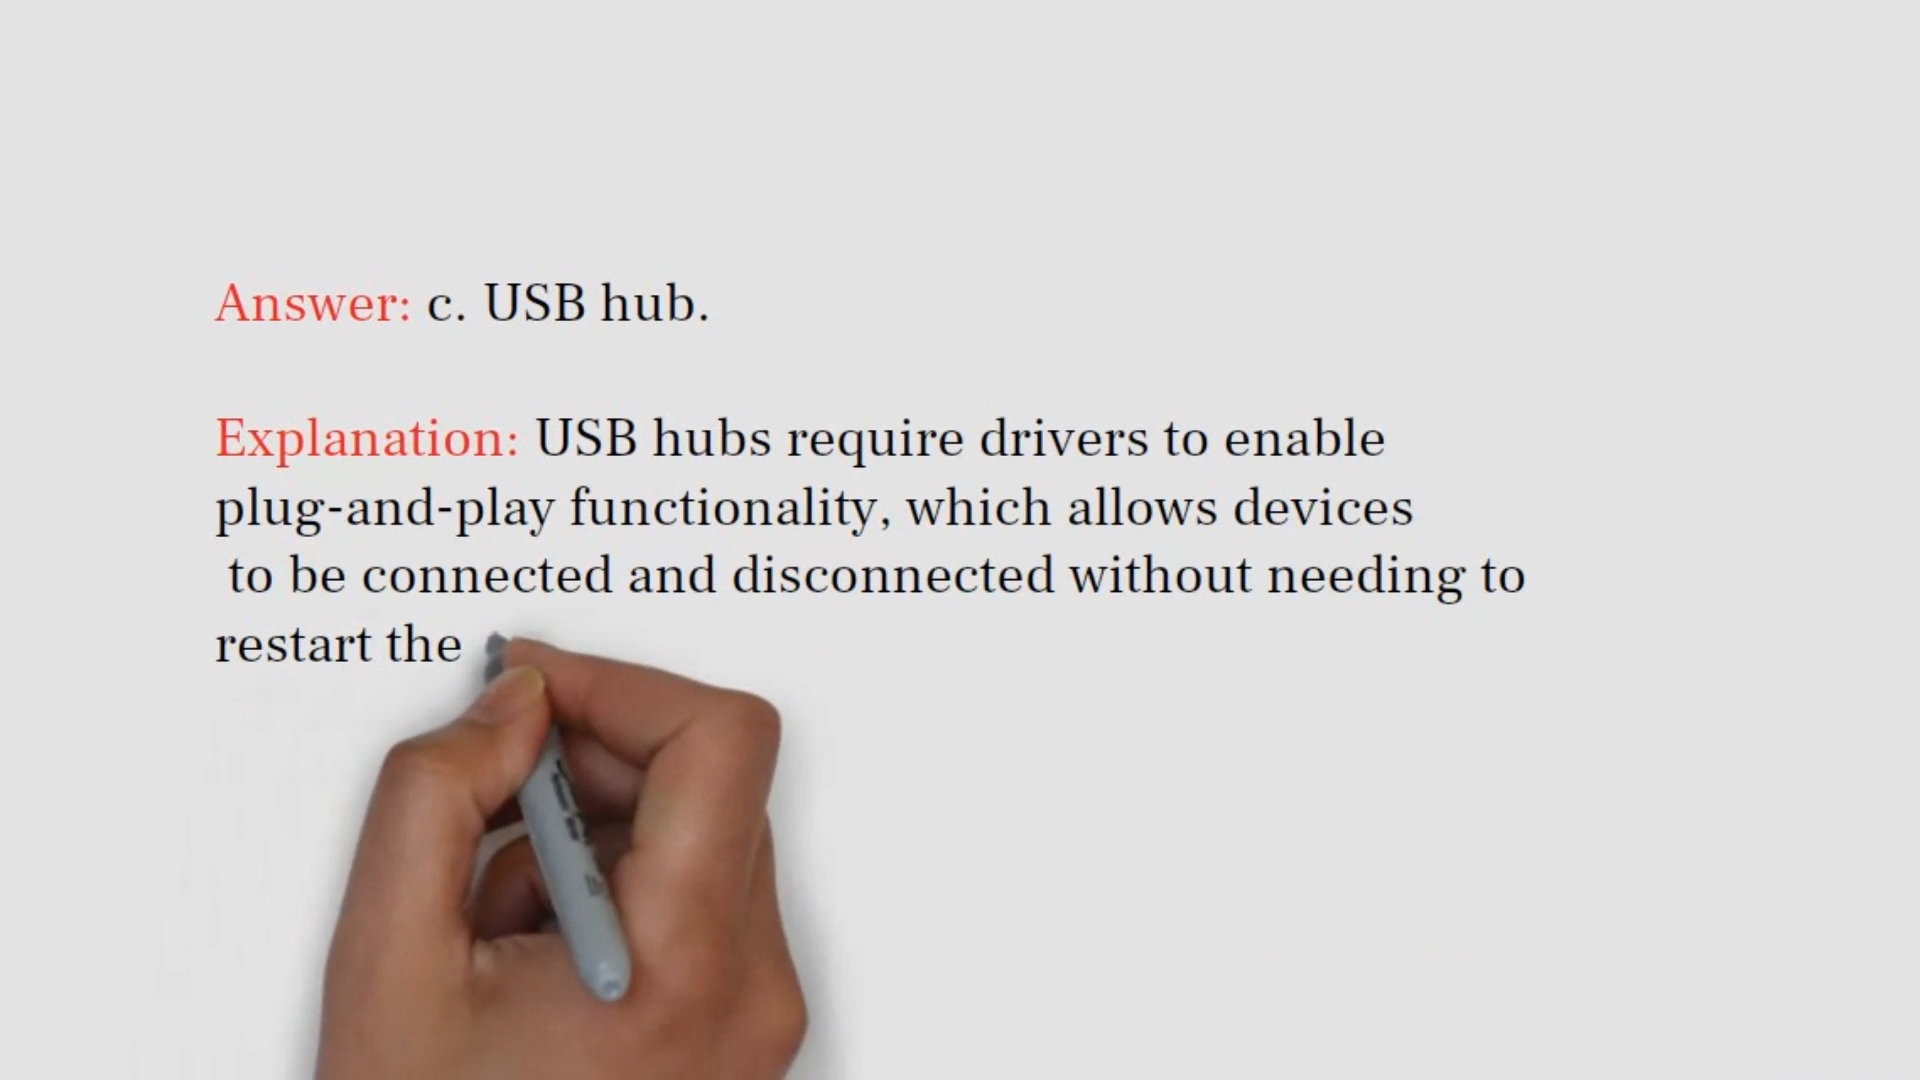 Answer: c. USB hub.
Explanation: USB hubs require drivers to enable
plug-and-play functionality, which allows devices
to be connected and disconnected without needing to
restart the